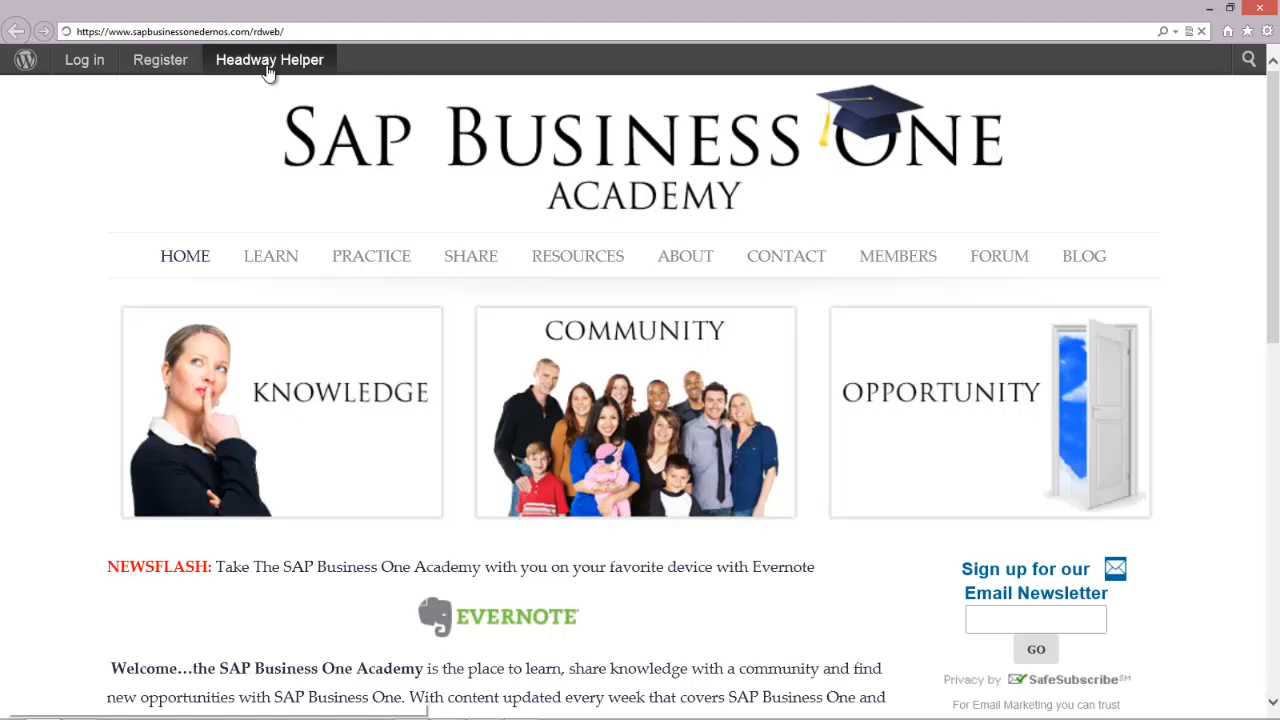 https://www.sapbusinessonedemos.com/rdweb/
Log in Register Headway Helper
SAP BUSINESS ONE
ACADEMY
HOME LEARN PRACTICE SHARE RESOURCES ABOUT CONTACT MEMBERS FORUM BLOG
KNOWLEDGE
COMMUNITY
OPPORTUNITY
NEWSFLASH: Take The SAP Business One Academy with you on your favorite device with Evernote
EVERNOTE
Welcome…the SAP Business One Academy is the place to learn, share knowledge with a community and find
new opportunities with SAP Business One. With content updated every week that covers SAP Business One and
Sign up for our
Email Newsletter
GO
Privacy by SafeSubscribe℠
For Email Marketing you can trust